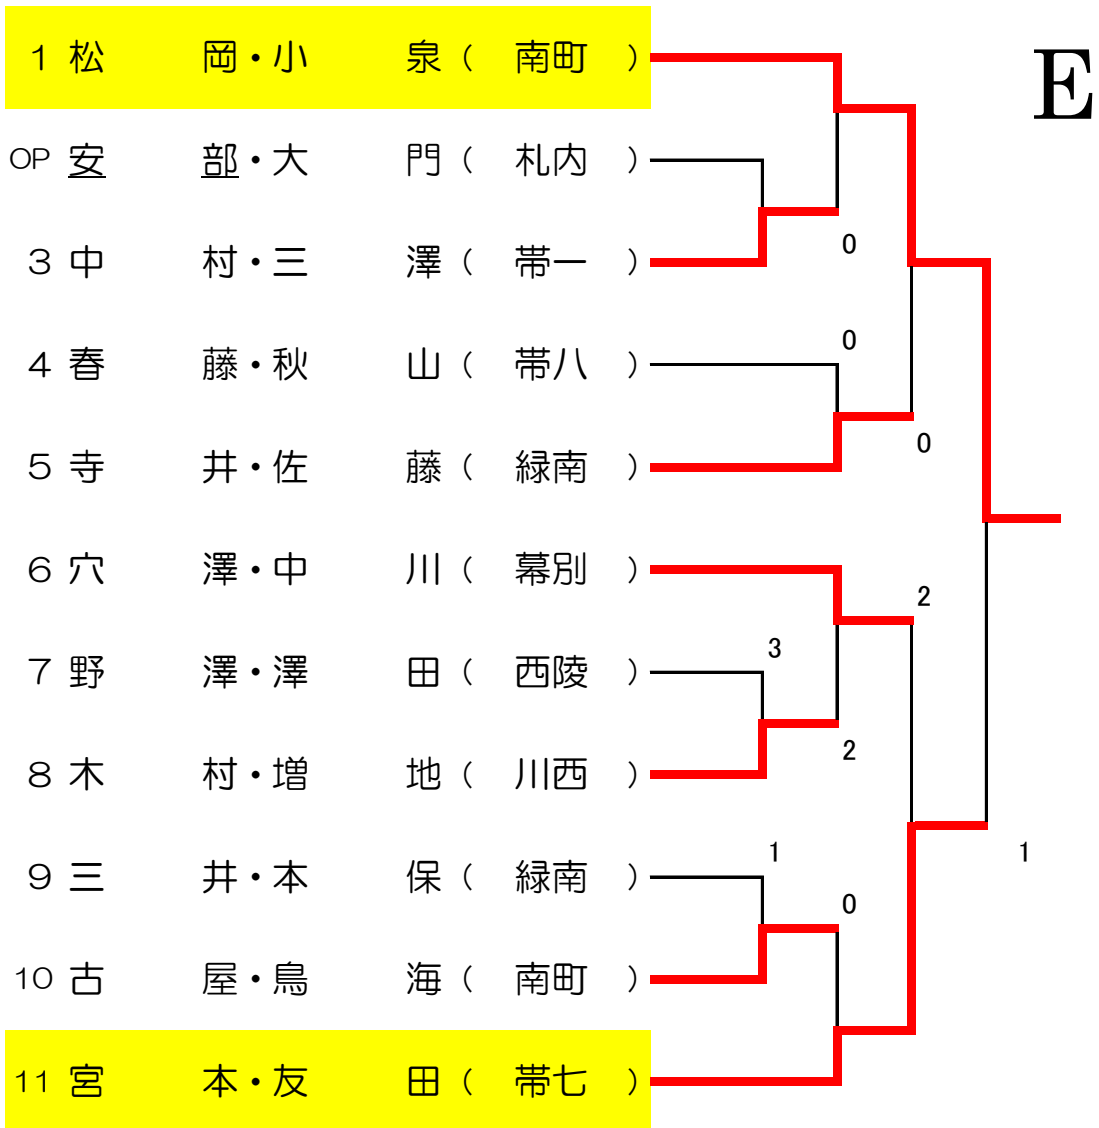 E
1 松 岡・小 泉 ( 南町 )
OP 安 部・大 門 ( 札内 )
3 中 村・三 澤 ( 帯一 )
0
4 春 藤・秋 山 ( 帯八 )
0
5 寺 井・佐 藤 ( 緑南 )
0
6 穴 澤・中 川 ( 幕別 )
2
7 野 澤・澤 田 ( 西陵 )
3
8 木 村・増 地 ( 川西 )
2
9 三 井・本 保 ( 緑南 )
1
0
1
10 古 屋・鳥 海 ( 南町 )
11 宮 本・友 田 ( 帯七 )